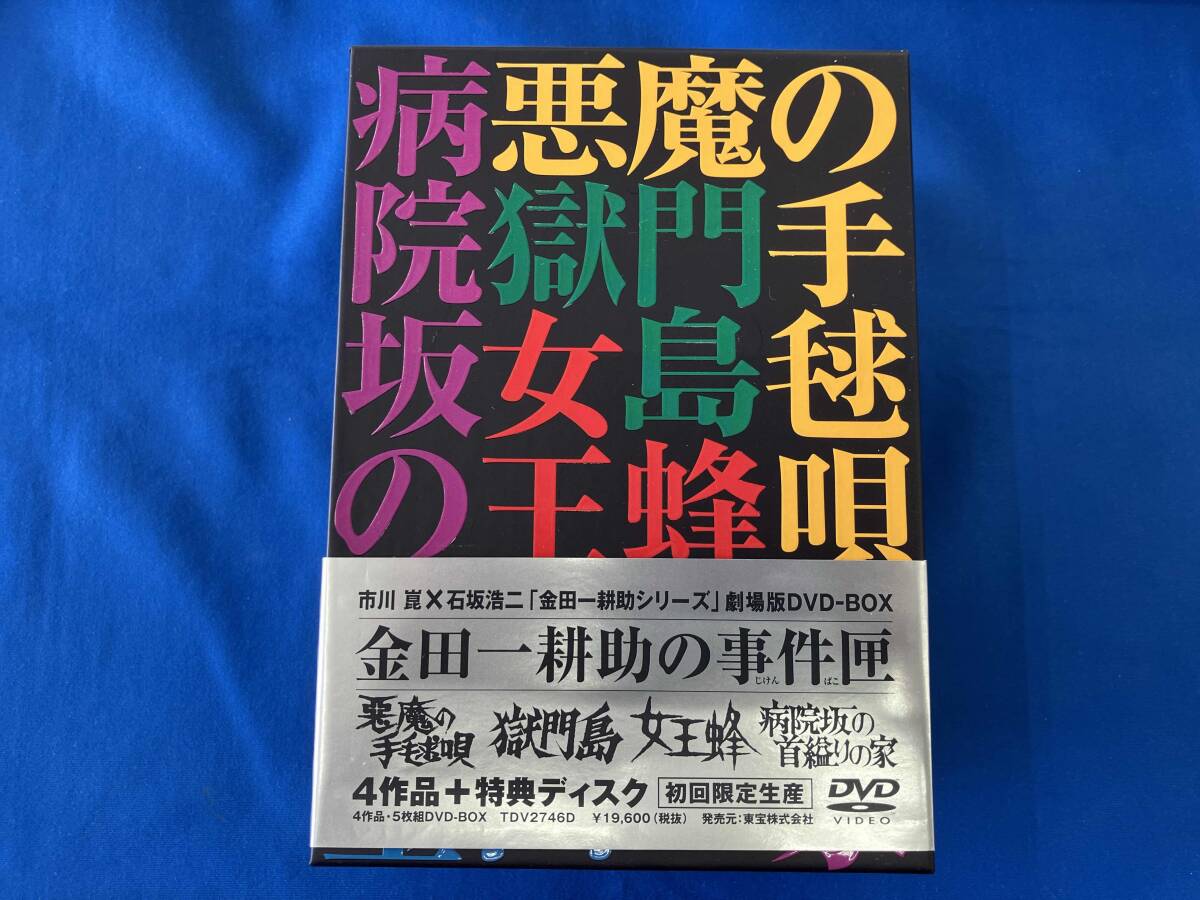 病悪魔の
院獄門手
坂女島毬
の王蜂唄
市川 崑×石坂浩二「金田一耕助シリーズ」劇場版DVD-BOX
金田一耕助の事件匣
じけん ばこ
悪魔の手毬唄
獄門島
女王蜂
病院坂の首縊りの家
4作品+特典ディスク 初回限定生産
DVD VIDEO
4作品・5枚組DVD-BOX TDV2746D ¥19,600(税抜) 発売元:東宝株式会社